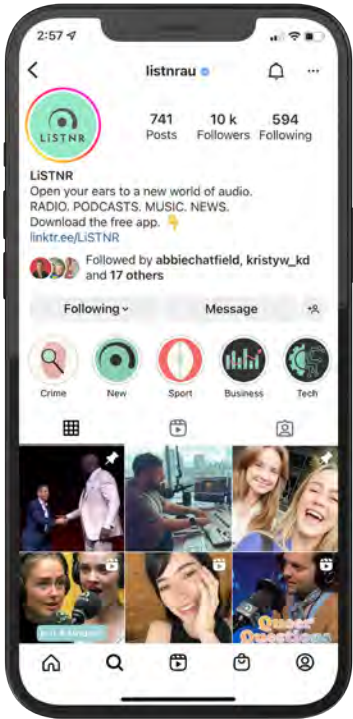 2:57
listnrau
LiSTNR
741
10 k
594
Posts
Followers
Following
LiSTNR
Open your ears to a new world of audio.
RADIO. PODCASTS. MUSIC. NEWS.
Download the free app. 👇
linktr.ee/LiSTNR
Followed by abbiechatfield, kristyw_kd
and 17 others
Following
Message
Crime
New
Sport
Business
Tech
Queer
Questions